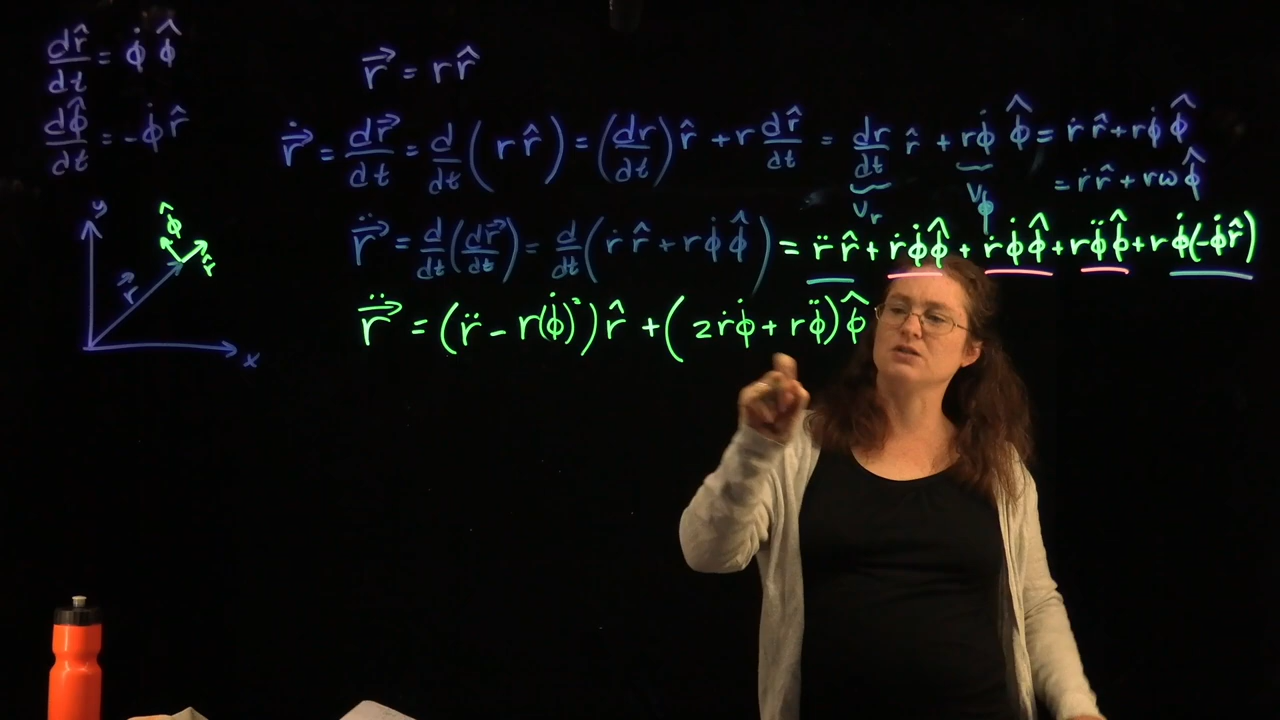 dr̂/dt = φ̇ φ̂
dφ̂/dt = -φ̇ r̂
r⃗ = r r̂
r⃗̇ = dr⃗/dt = d/dt (r r̂) = (dr/dt) r̂ + r dr̂/dt = dr/dt r̂ + rφ̇ φ̂ = ṙ r̂ + rφ̇ φ̂
v_r v_φ = ṙ r̂ + rω φ̂
r⃗̈ = d/dt (dr⃗/dt) = d/dt (ṙ r̂ + rφ̇ φ̂) = r̈ r̂ + ṙφ̇φ̂ + ṙφ̇φ̂ + rφ̈φ̂ + rφ̇(-φ̇r̂)
r⃗̈ = (r̈ - r(φ̇)²) r̂ + (2ṙφ̇ + rφ̈) φ̂
y
φ̂
r̂
r⃗
x